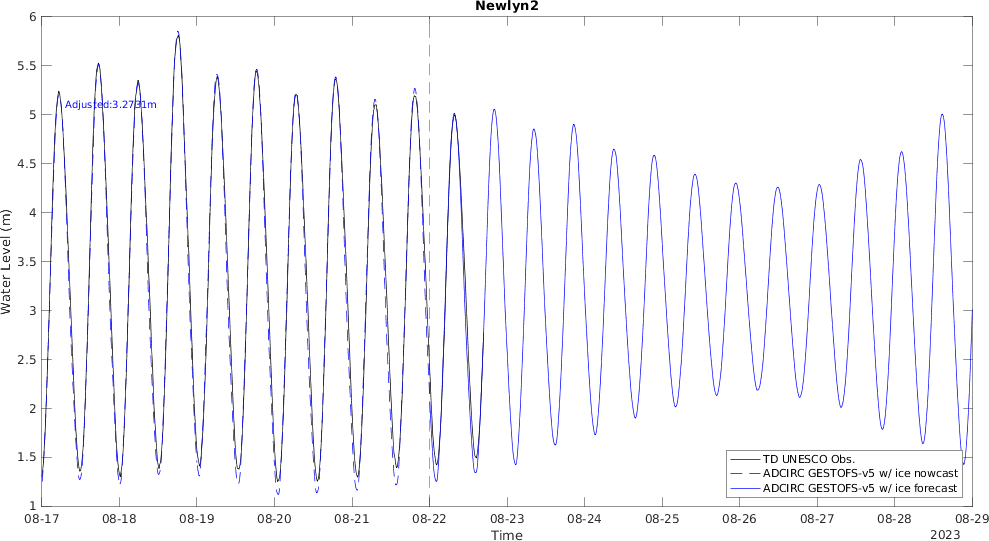 Newlyn2
6
5.5
5
4.5
4
3.5
3
2.5
2
1.5
1
Water Level (m)
Adjusted:3.2731m
TD UNESCO Obs.
ADCIRC GESTOFS-v5 w/ ice nowcast
ADCIRC GESTOFS-v5 w/ ice forecast
08-17 08-18 08-19 08-20 08-21 08-22 08-23 08-24 08-25 08-26 08-27 08-28 08-29
Time
2023